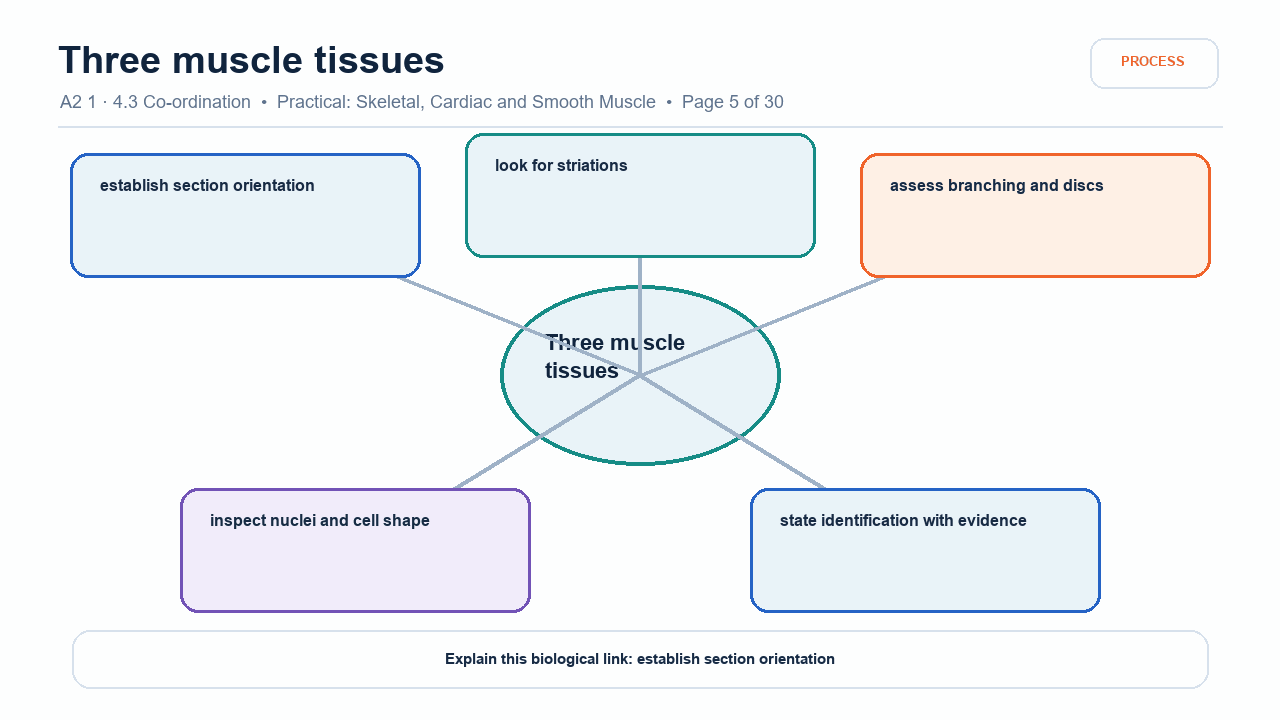 Three muscle tissues
PROCESS
A2 1 · 4.3 Co-ordination • Practical: Skeletal, Cardiac and Smooth Muscle • Page 5 of 30
establish section orientation
look for striations
assess branching and discs
Three muscle
tissues
inspect nuclei and cell shape
state identification with evidence
Explain this biological link: establish section orientation